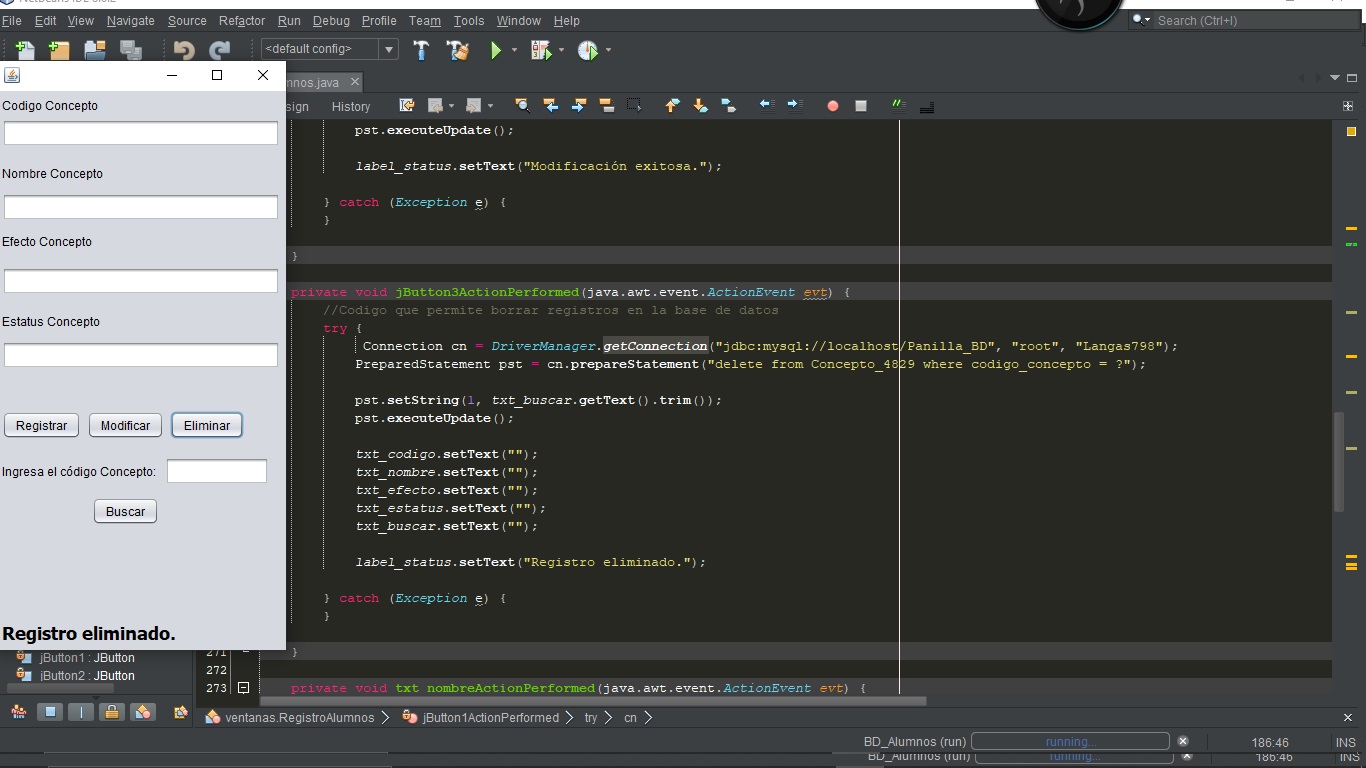 File Edit View Navigate Source Refactor Run Debug Profile Team Tools Window Help
Search (Ctrl+I)
<default config>
mnos.java
sign History
Codigo Concepto
Nombre Concepto
Efecto Concepto
Estatus Concepto
Registrar Modificar Eliminar
Ingresa el código Concepto:
Buscar
Registro eliminado.
pst.executeUpdate();
label_status.setText("Modificación exitosa.");
} catch (Exception e) {
}
}
private void jButton3ActionPerformed(java.awt.event.ActionEvent evt) {
//Codigo que permite borrar registros en la base de datos
try {
Connection cn = DriverManager.getConnection("jdbc:mysql://localhost/Panilla_BD", "root", "Langas798");
PreparedStatement pst = cn.prepareStatement("delete from Concepto_4829 where codigo_concepto = ?");
pst.setString(1, txt_buscar.getText().trim());
pst.executeUpdate();
txt_codigo.setText("");
txt_nombre.setText("");
txt_efecto.setText("");
txt_estatus.setText("");
txt_buscar.setText("");
label_status.setText("Registro eliminado.");
} catch (Exception e) {
}
271 }
272
273 private void txt_nombreActionPerformed(java.awt.event.ActionEvent evt) {
jButton1 : JButton
jButton2 : JButton
ventanas.RegistroAlumnos jButton1ActionPerformed try cn
BD_Alumnos (run) running... 186:46 INS
BD_Alumnos (run) running... 186:46 INS